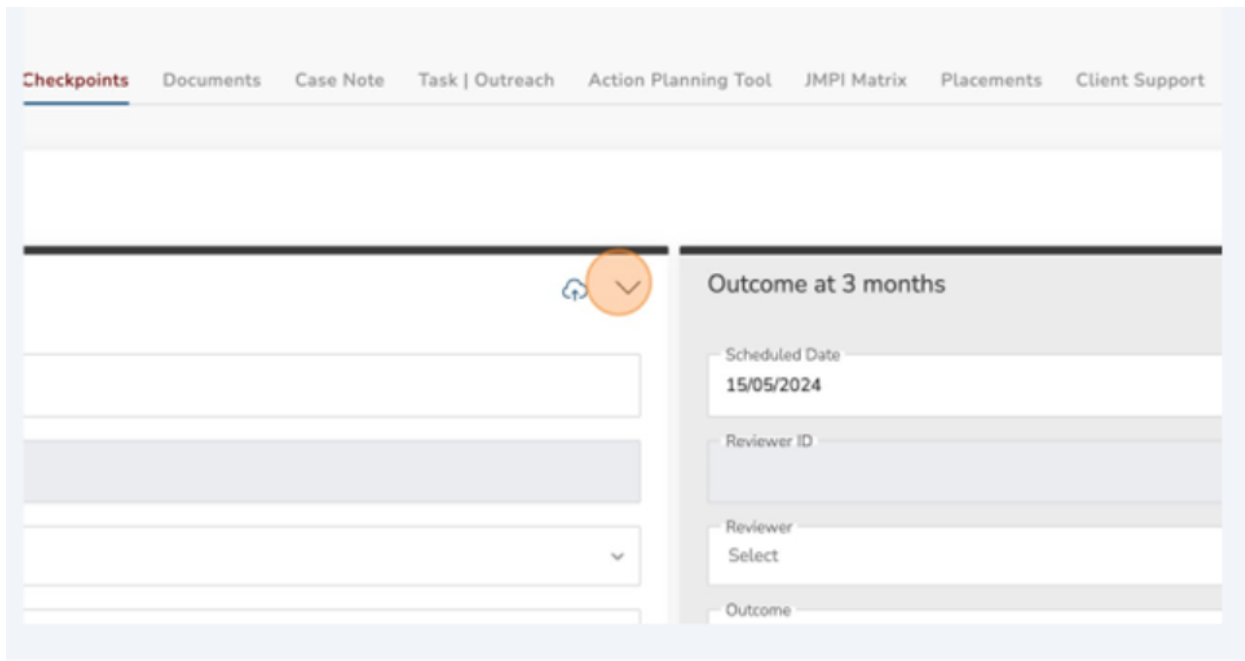 Checkpoints Documents Case Note Task | Outreach Action Planning Tool JMPI Matrix Placements Client Support
Outcome at 3 months
Scheduled Date
15/05/2024
Reviewer ID
Reviewer
Select
Outcome